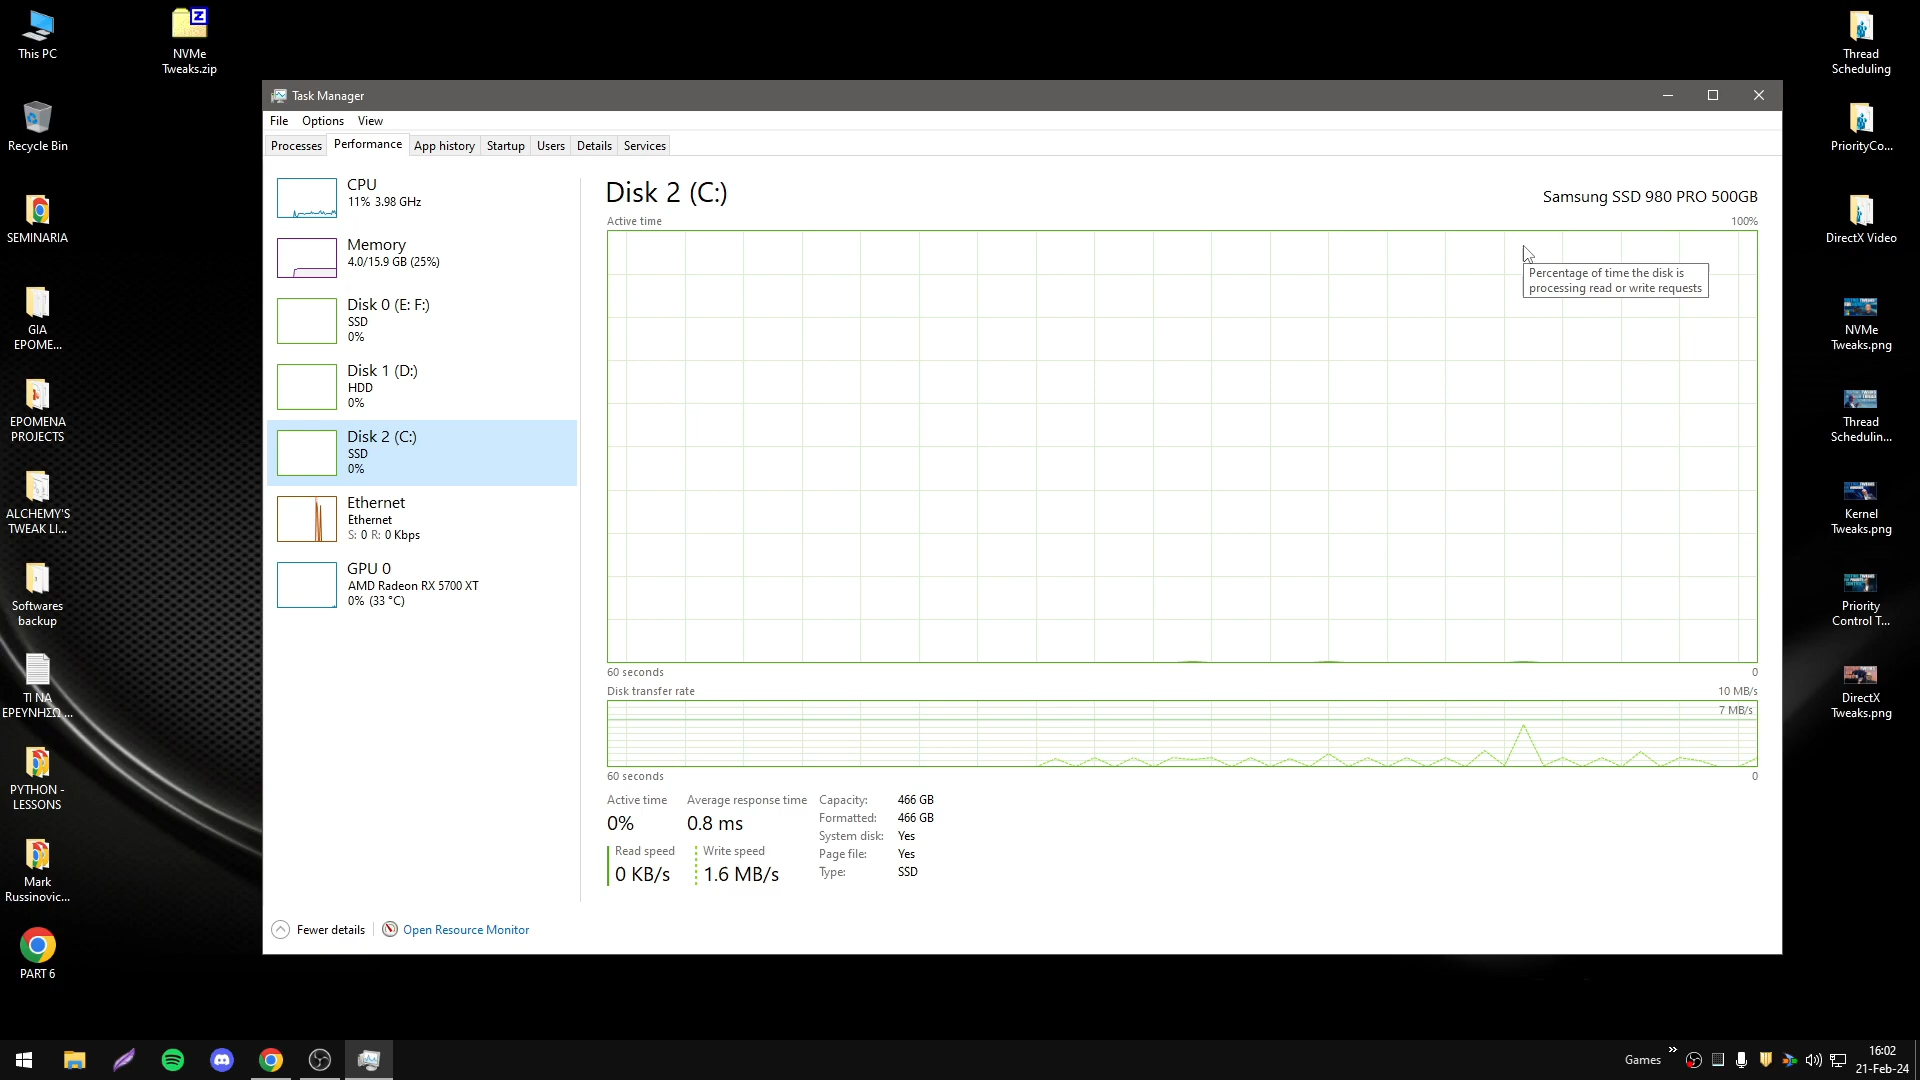 This PC
Recycle Bin
SEMINARIA
GIA
EPOME...
EPOMENA
PROJECTS
ALCHEMY'S
TWEAK LI...
Softwares
backup
TI NA
ΕΡΕΥΝΗΣΩ ...
PYTHON -
LESSONS
Mark
Russinovic...
PART 6
NVMe
Tweaks.zip
Task Manager
File Options View
Processes Performance App history Startup Users Details Services
CPU
11% 3.98 GHz
Memory
4.0/15.9 GB (25%)
Disk 0 (E: F:)
SSD
0%
Disk 1 (D:)
HDD
0%
Disk 2 (C:)
SSD
0%
Ethernet
Ethernet
S: 0 R: 0 Kbps
GPU 0
AMD Radeon RX 5700 XT
0% (33 °C)
Disk 2 (C:)
Samsung SSD 980 PRO 500GB
Active time 100%
Percentage of time the disk is
processing read or write requests
60 seconds 0
Disk transfer rate 10 MB/s
7 MB/s
60 seconds 0
Active time Average response time
0% 0.8 ms
Read speed Write speed
0 KB/s 1.6 MB/s
Capacity: 466 GB
Formatted: 466 GB
System disk: Yes
Page file: Yes
Type: SSD
Fewer details Open Resource Monitor
Thread
Scheduling
PriorityCo...
DirectX Video
NVMe
Tweaks.png
Thread
Schedulin...
Kernel
Tweaks.png
Priority
Control T...
DirectX
Tweaks.png
Games
16:02
21-Feb-24